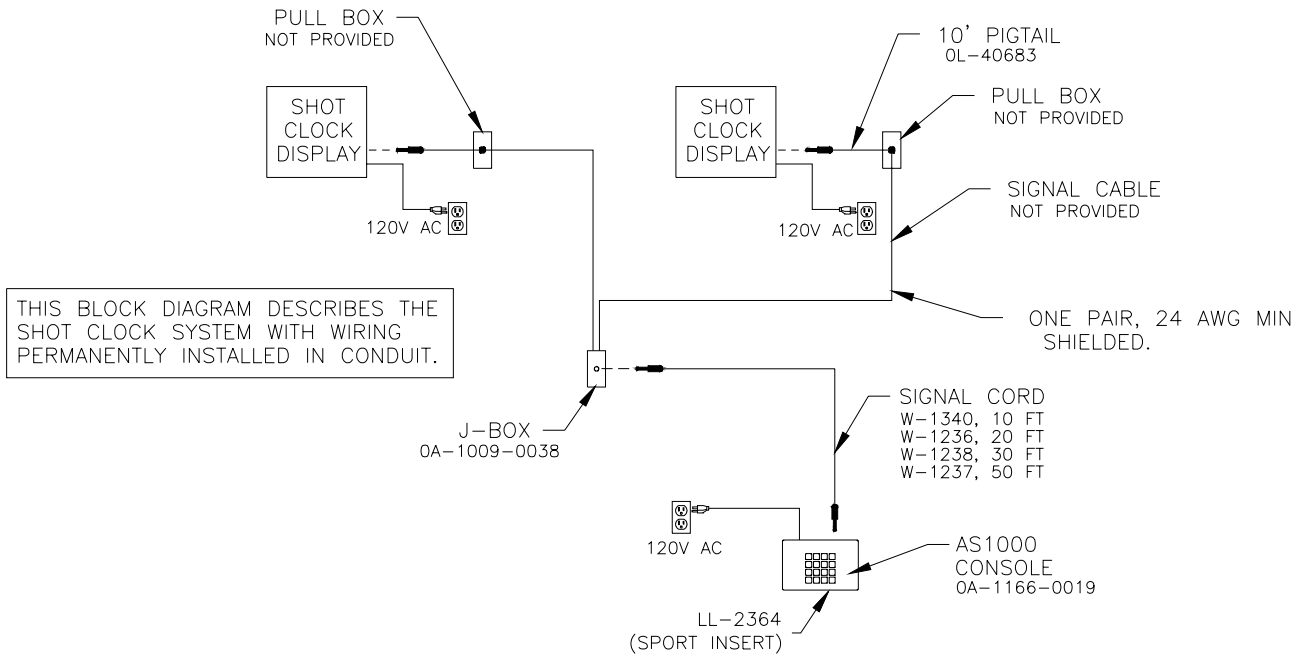 PULL BOX
NOT PROVIDED
SHOT
CLOCK
DISPLAY
120V AC
10' PIGTAIL
0L-40683
SHOT
CLOCK
DISPLAY
PULL BOX
NOT PROVIDED
SIGNAL CABLE
NOT PROVIDED
120V AC
THIS BLOCK DIAGRAM DESCRIBES THE
SHOT CLOCK SYSTEM WITH WIRING
PERMANENTLY INSTALLED IN CONDUIT.
ONE PAIR, 24 AWG MIN
SHIELDED.
J-BOX
0A-1009-0038
SIGNAL CORD
W-1340, 10 FT
W-1236, 20 FT
W-1238, 30 FT
W-1237, 50 FT
120V AC
AS1000
CONSOLE
0A-1166-0019
LL-2364
(SPORT INSERT)